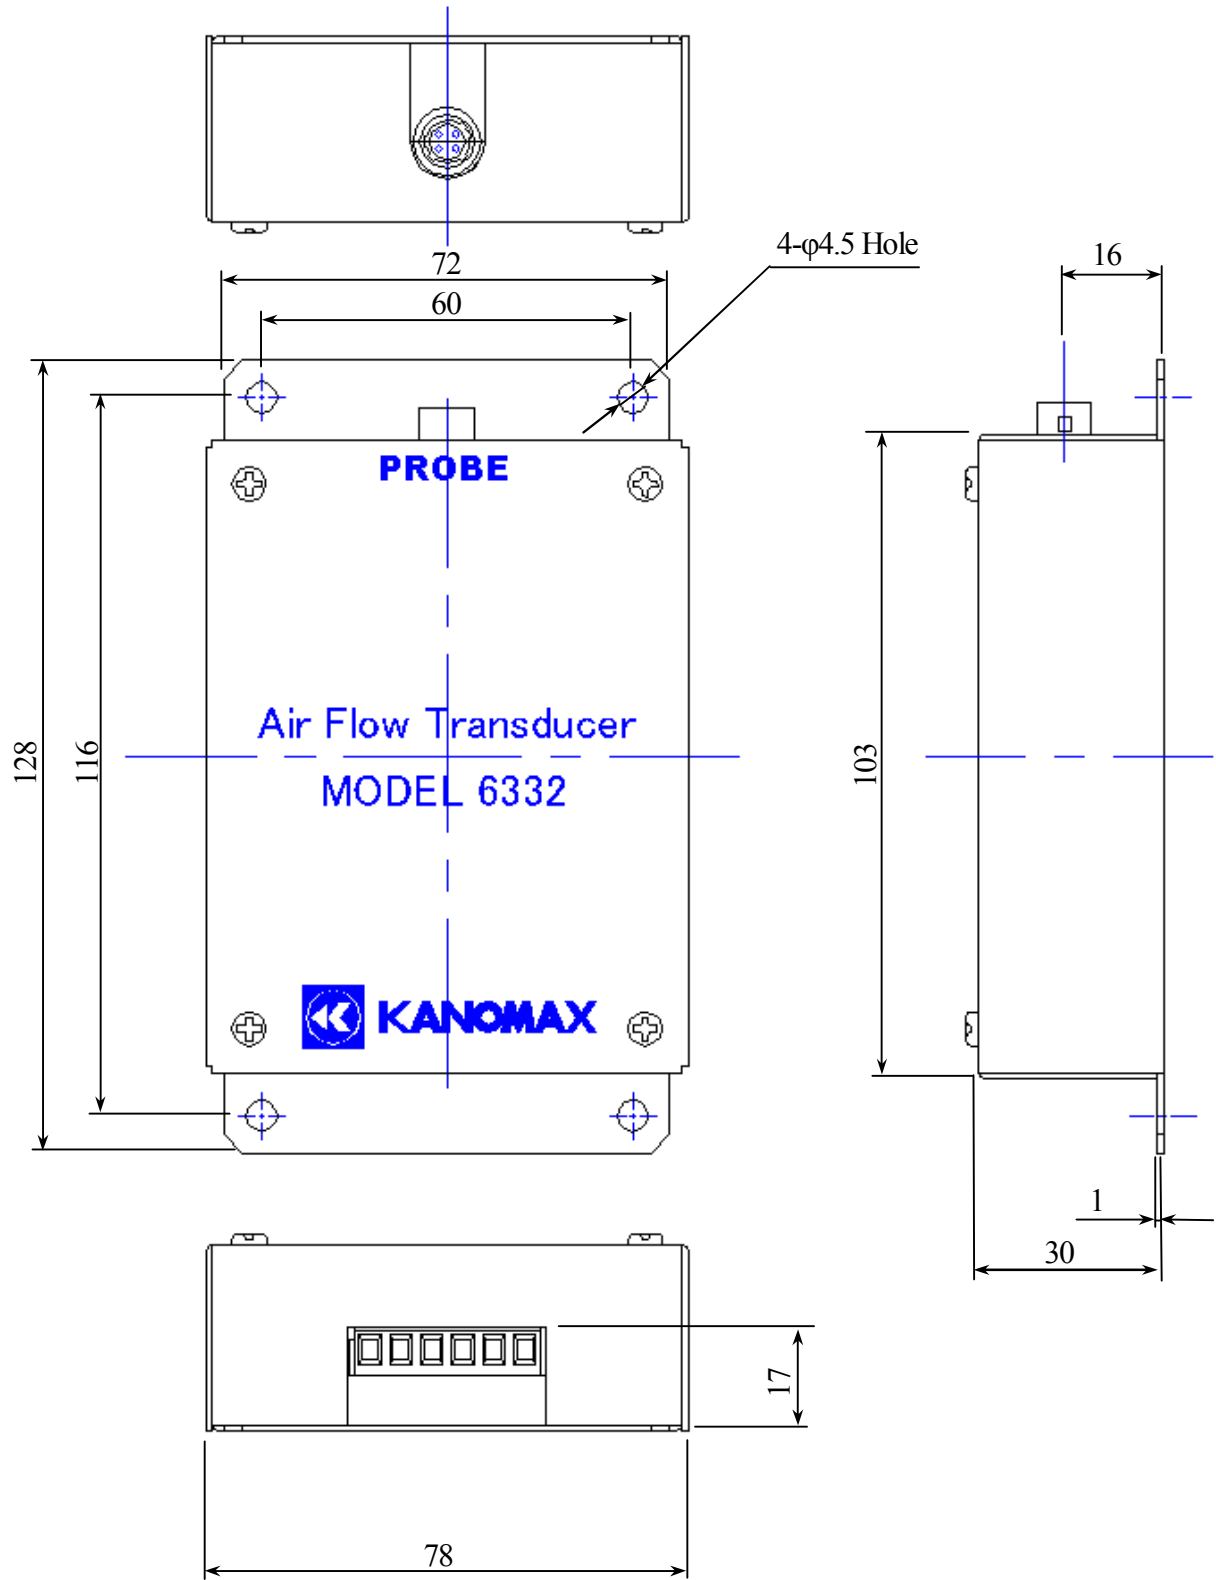 4-φ4.5 Hole
16
72
60
PROBE
Air Flow Transducer
MODEL 6332
128
116
103
KANOMAX
1
30
17
78